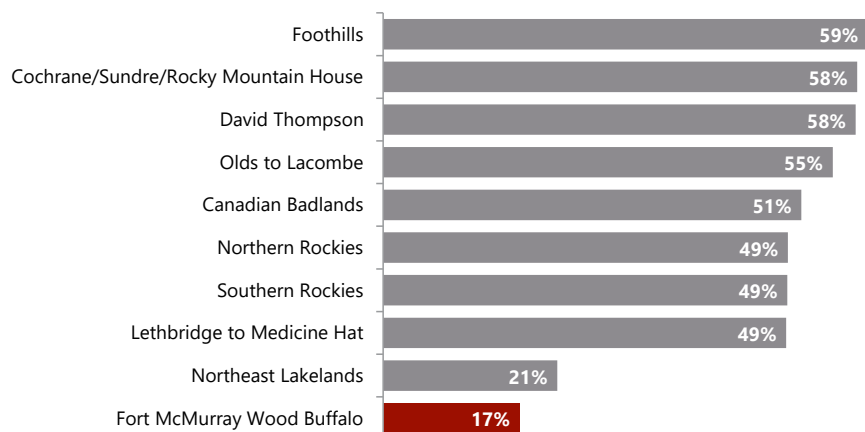 Foothills 59%
Cochrane/Sundre/Rocky Mountain House 58%
David Thompson 58%
Olds to Lacombe 55%
Canadian Badlands 51%
Northern Rockies 49%
Southern Rockies 49%
Lethbridge to Medicine Hat 49%
Northeast Lakelands 21%
Fort McMurray Wood Buffalo 17%